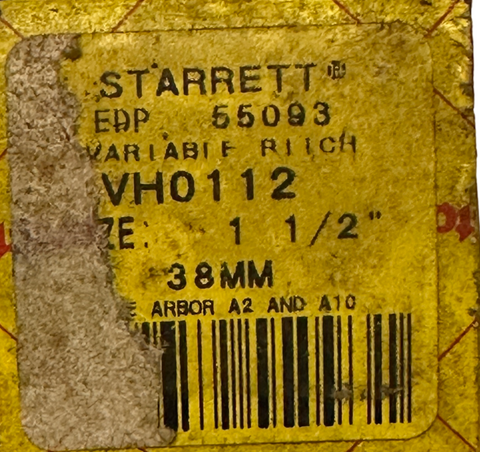 STARRETT®
EDP 55093
VARIABLE PITCH
VH0112
ZE: 1 1/2"
38MM
E ARBOR A2 AND A10